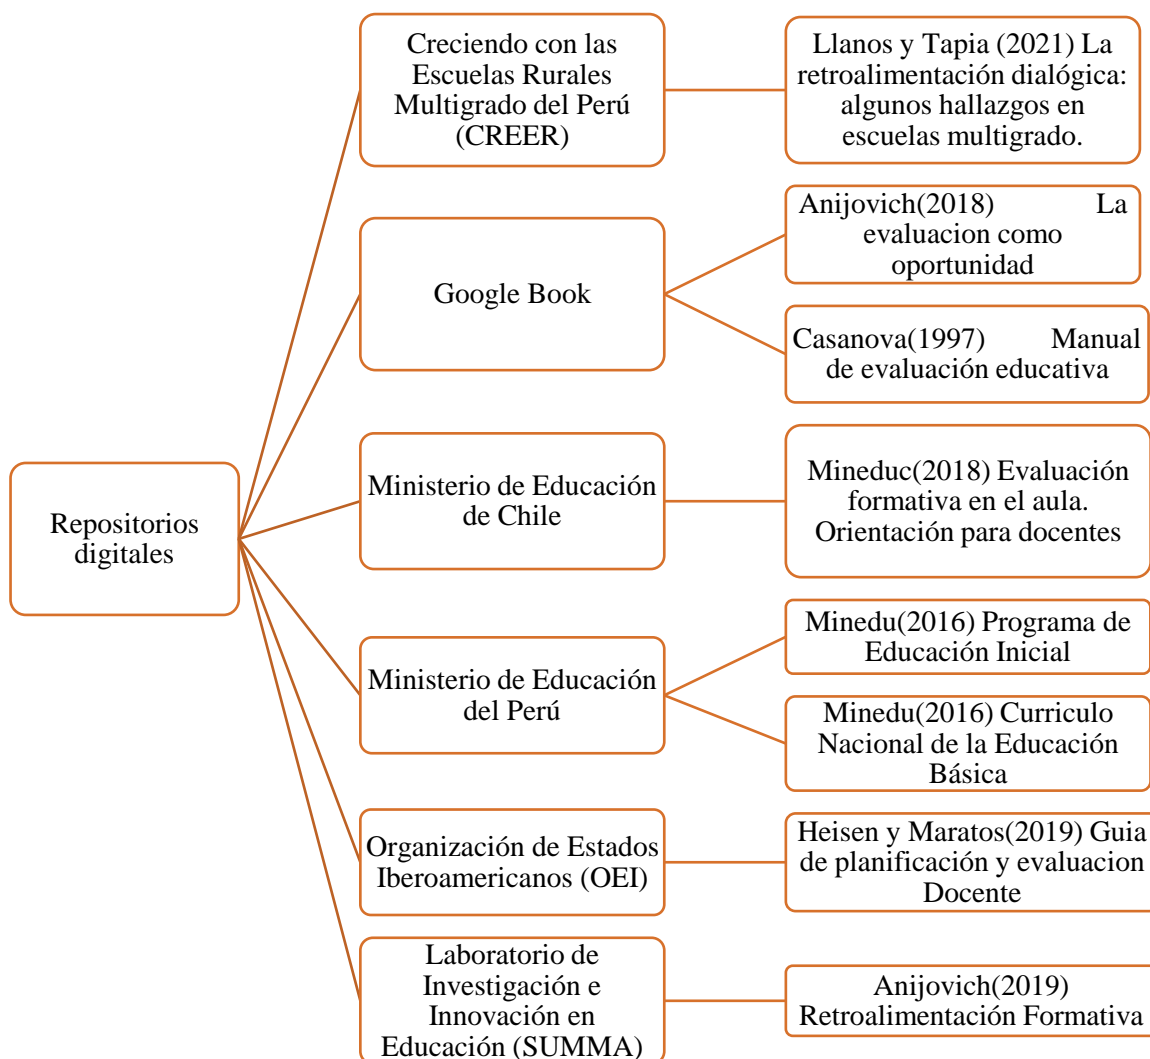 Repositorios
digitales
Creciendo con las
Escuelas Rurales
Multigrado del Perú
(CREER)
Llanos y Tapia (2021) La
retroalimentación dialógica:
algunos hallazgos en
escuelas multigrado.
Google Book
Anijovich(2018) La
evaluacion como
oportunidad
Casanova(1997) Manual
de evaluación educativa
Ministerio de Educación
de Chile
Mineduc(2018) Evaluación
formativa en el aula.
Orientación para docentes
Ministerio de Educación
del Perú
Minedu(2016) Programa de
Educación Inicial
Minedu(2016) Curriculo
Nacional de la Educación
Básica
Organización de Estados
Iberoamericanos (OEI)
Heisen y Maratos(2019) Guia
de planificación y evaluacion
Docente
Laboratorio de
Investigación e
Innovación en
Educación (SUMMA)
Anijovich(2019)
Retroalimentación Formativa